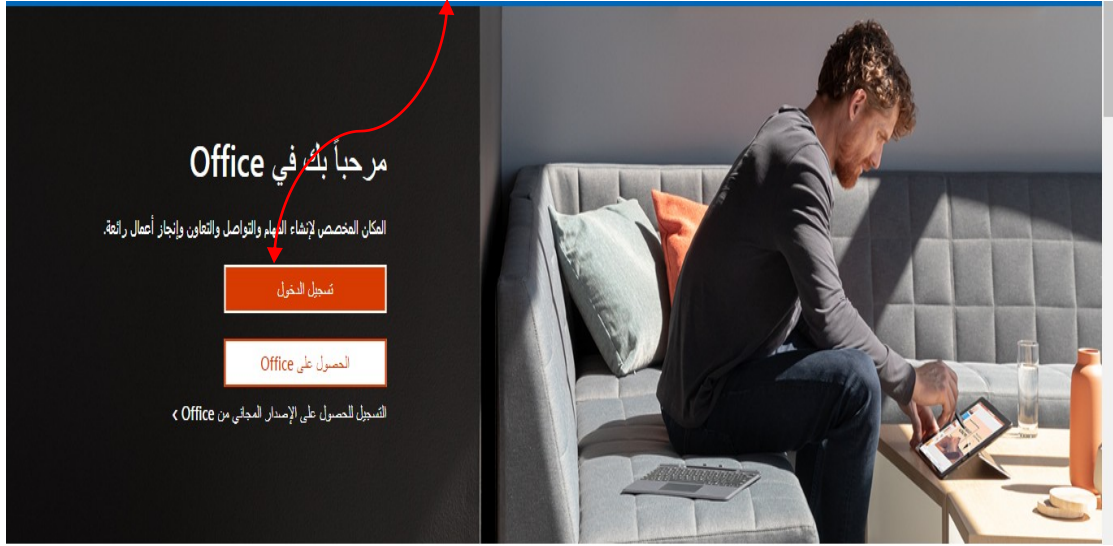 مرحباً بك في Office
المكان المخصص لإنشاء المهام والتواصل والتعاون وإنجاز أعمال رائعة.
تسجيل الدخول
الحصول على Office
التسجيل للحصول على الإصدار المجاني من Office ›